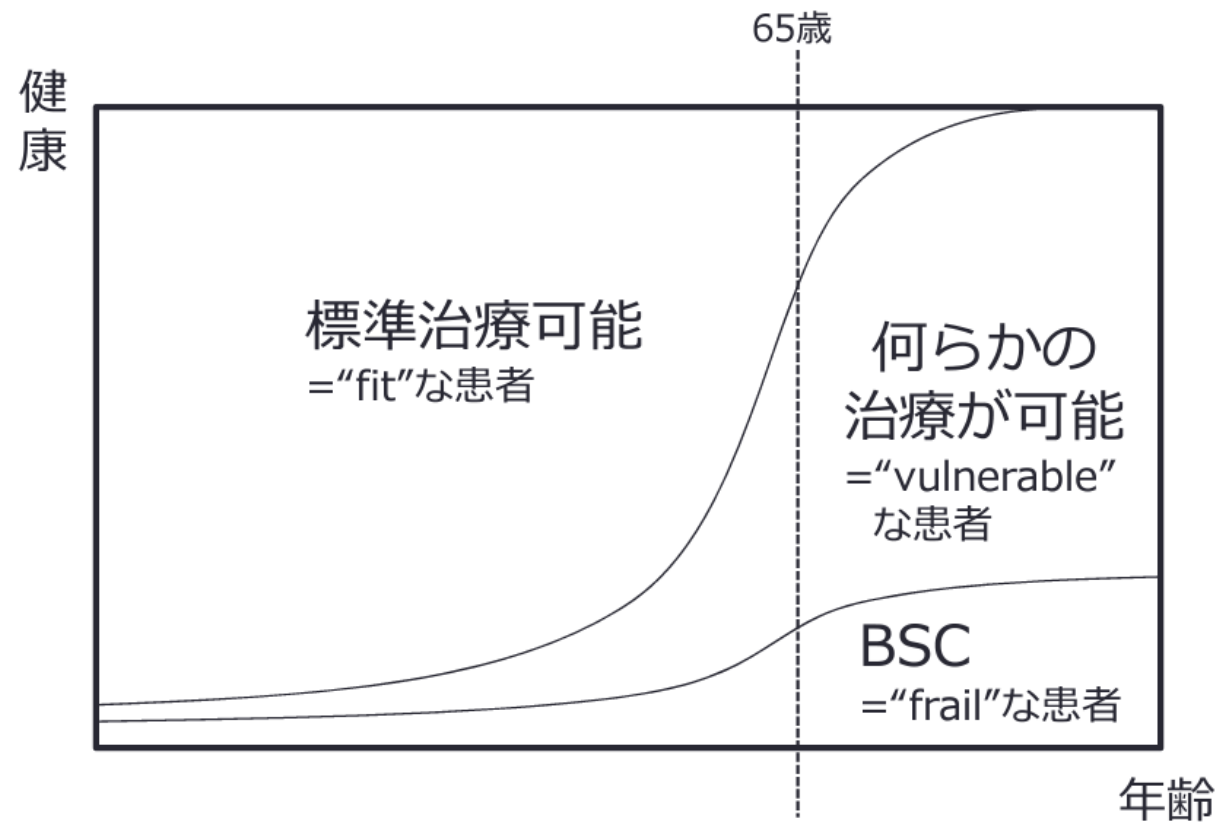 65歳
健
康
標準治療可能
=“fit”な患者
何らかの
治療が可能
=“vulnerable”
な患者
BSC
=“frail”な患者
年齢